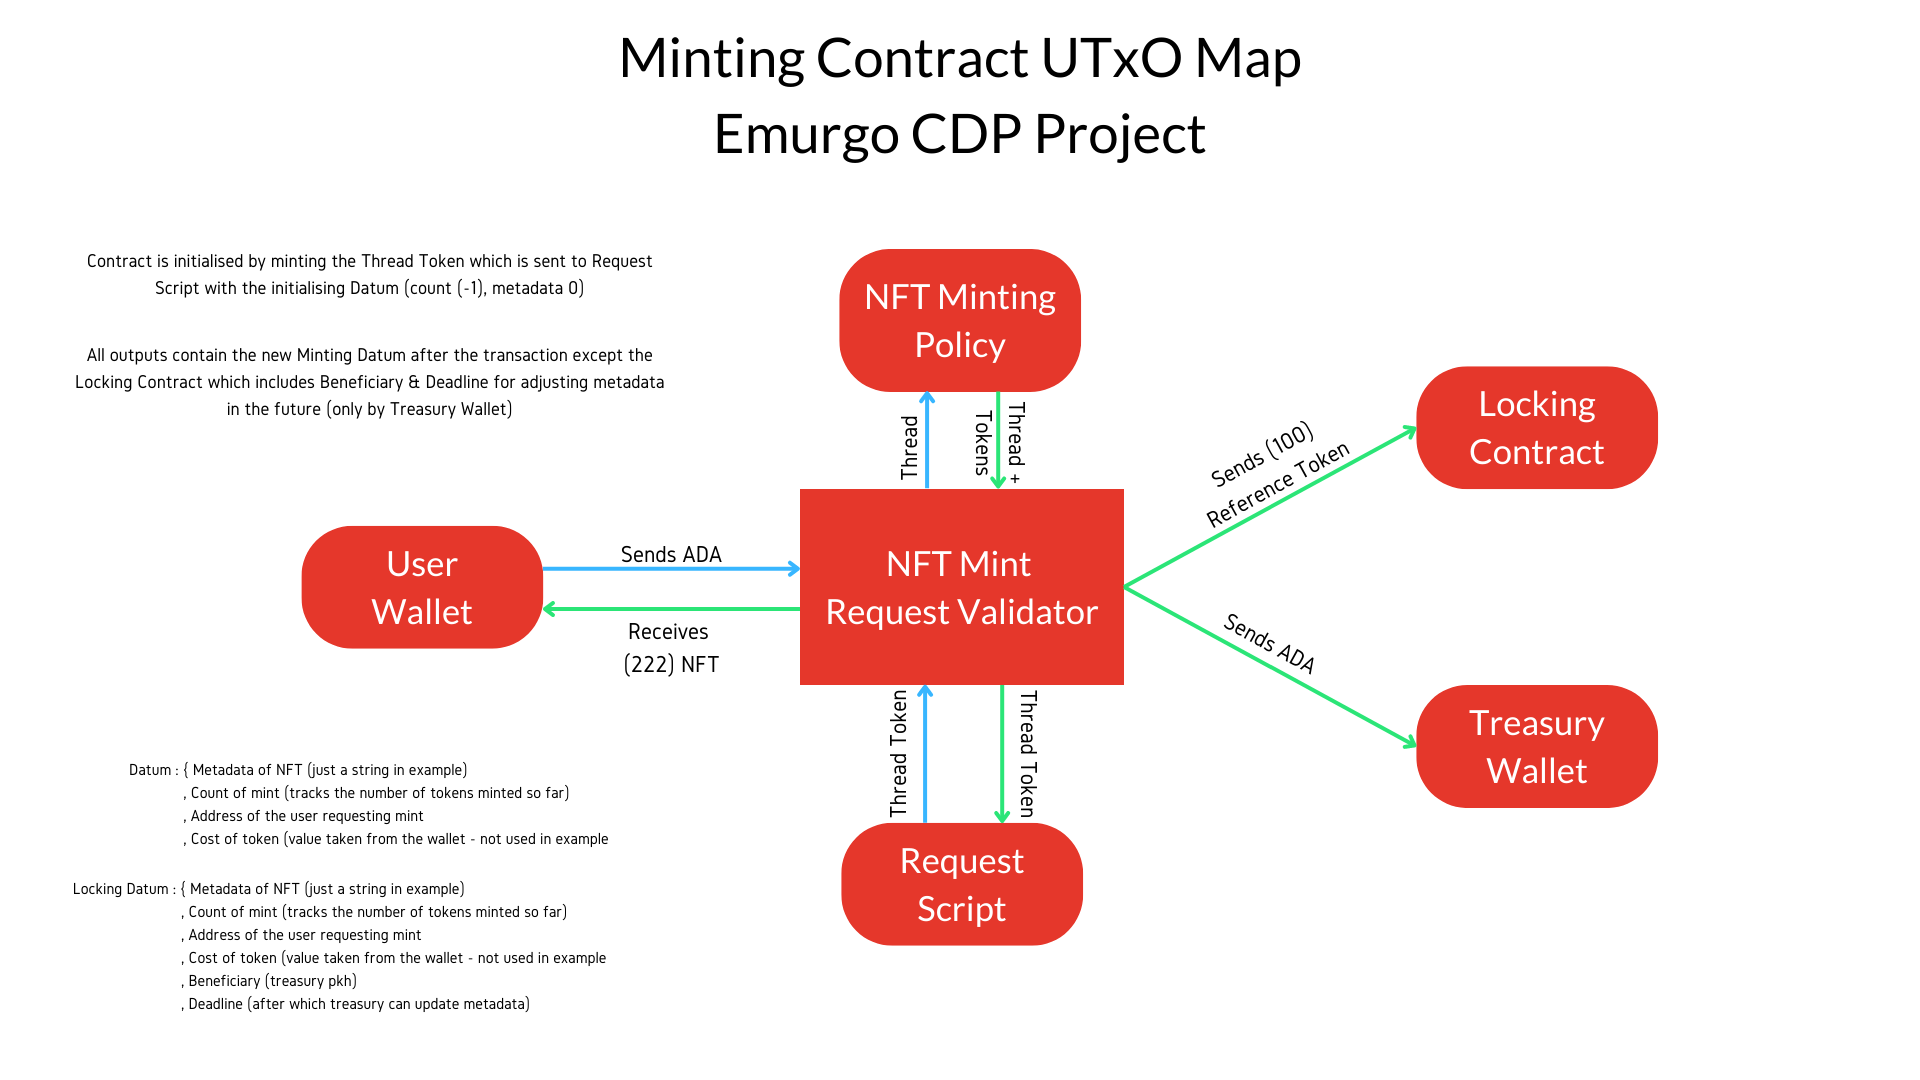 Minting Contract UTxO Map
Emurgo CDP Project
Contract is initialised by minting the Thread Token which is sent to Request
Script with the initialising Datum (count (-1), metadata 0)
All outputs contain the new Minting Datum after the transaction except the
Locking Contract which includes Beneficiary & Deadline for adjusting metadata
in the future (only by Treasury Wallet)
NFT Minting
Policy
Thread
Thread +
Tokens
Locking
Contract
Sends (100)
Reference Token
User
Wallet
Sends ADA
Receives
(222) NFT
NFT Mint
Request Validator
Sends ADA
Treasury
Wallet
Thread Token
Thread Token
Request
Script
Datum : { Metadata of NFT (just a string in example)
, Count of mint (tracks the number of tokens minted so far)
, Address of the user requesting mint
, Cost of token (value taken from the wallet - not used in example
Locking Datum : { Metadata of NFT (just a string in example)
, Count of mint (tracks the number of tokens minted so far)
, Address of the user requesting mint
, Cost of token (value taken from the wallet - not used in example
, Beneficiary (treasury pkh)
, Deadline (after which treasury can update metadata)